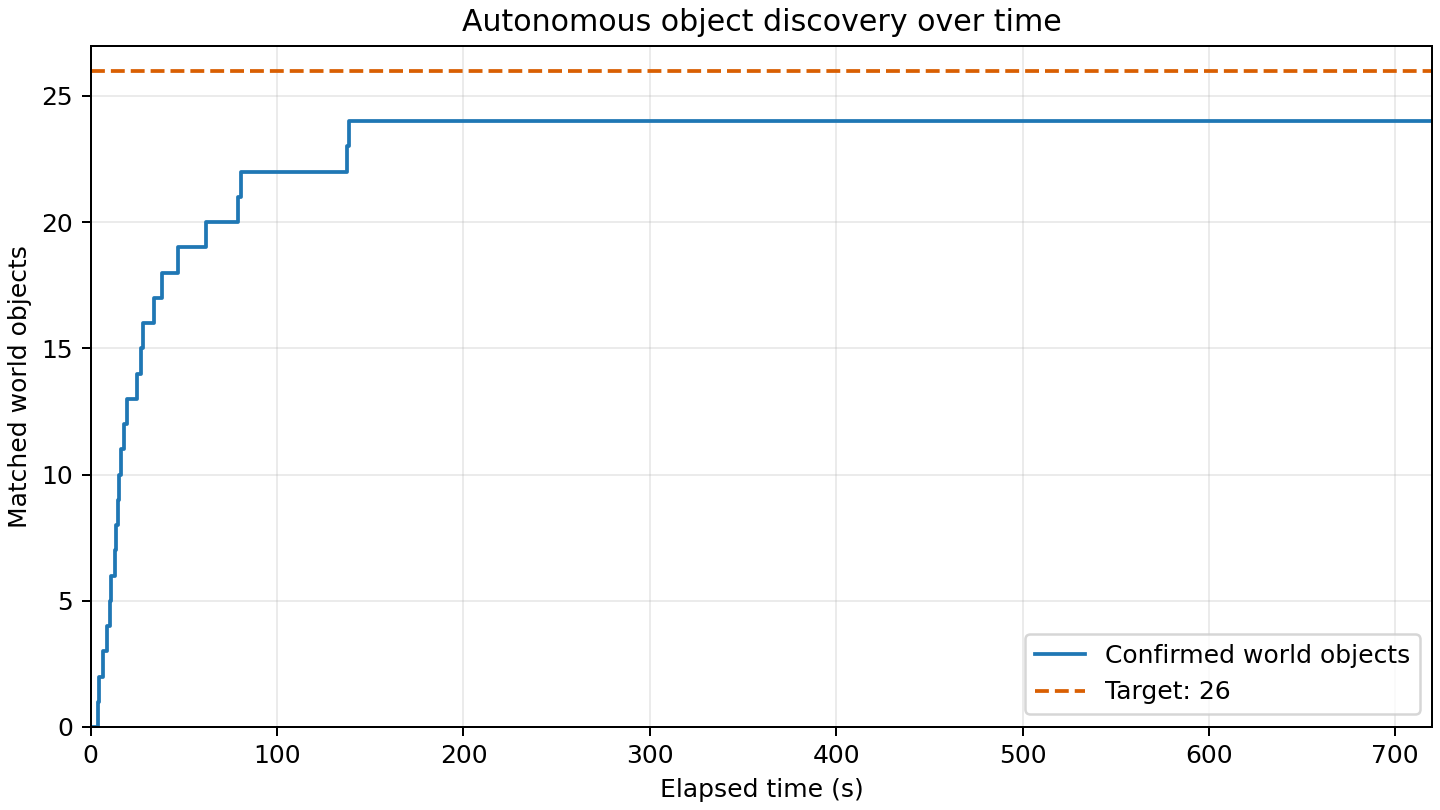 Autonomous object discovery over time
Matched world objects
25
20
15
10
5
0
0 100 200 300 400 500 600 700
Elapsed time (s)
Confirmed world objects
Target: 26